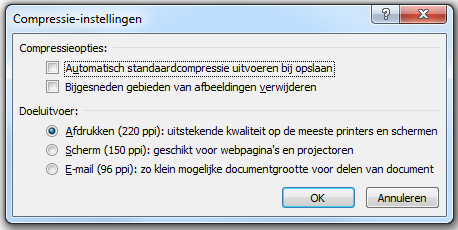 Compressie-instellingen
Compressieopties:
Automatisch standaardcompressie uitvoeren bij opslaan
Bijgesneden gebieden van afbeeldingen verwijderen
Doeluitvoer:
Afdrukken (220 ppi): uitstekende kwaliteit op de meeste printers en schermen
Scherm (150 ppi): geschikt voor webpagina's en projectoren
E-mail (96 ppi): zo klein mogelijke documentgrootte voor delen van document
OK Annuleren